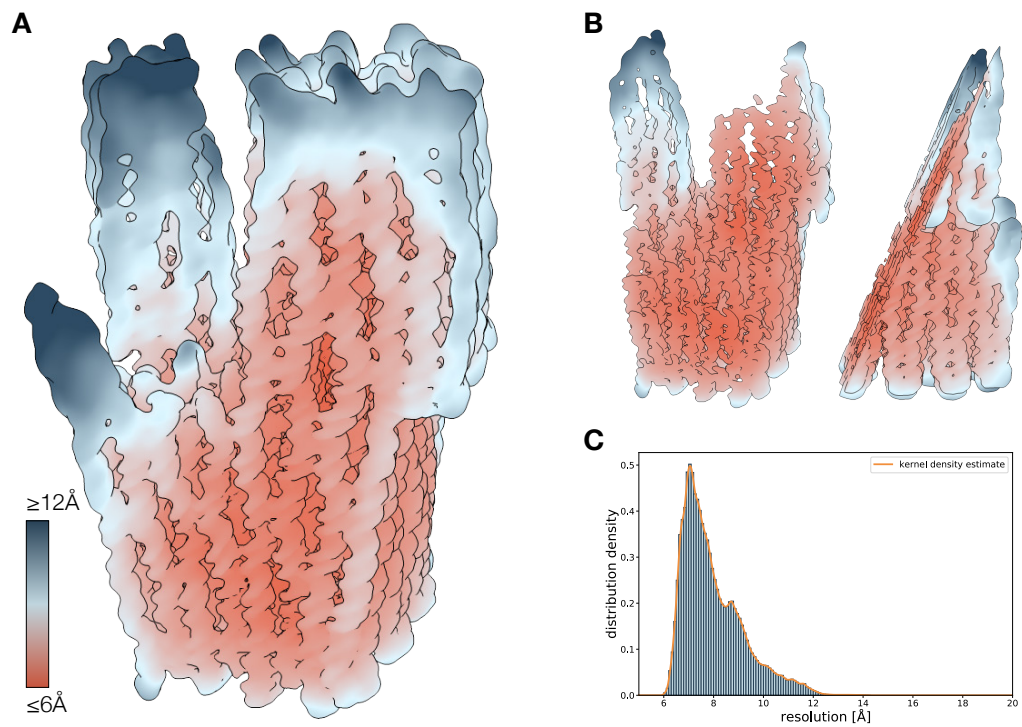 A
B
≥12Å
≤6Å
C
kernel density estimate
distribution density
0.5
0.4
0.3
0.2
0.1
0.0
6 8 10 12 14 16 18 20
resolution [Å]